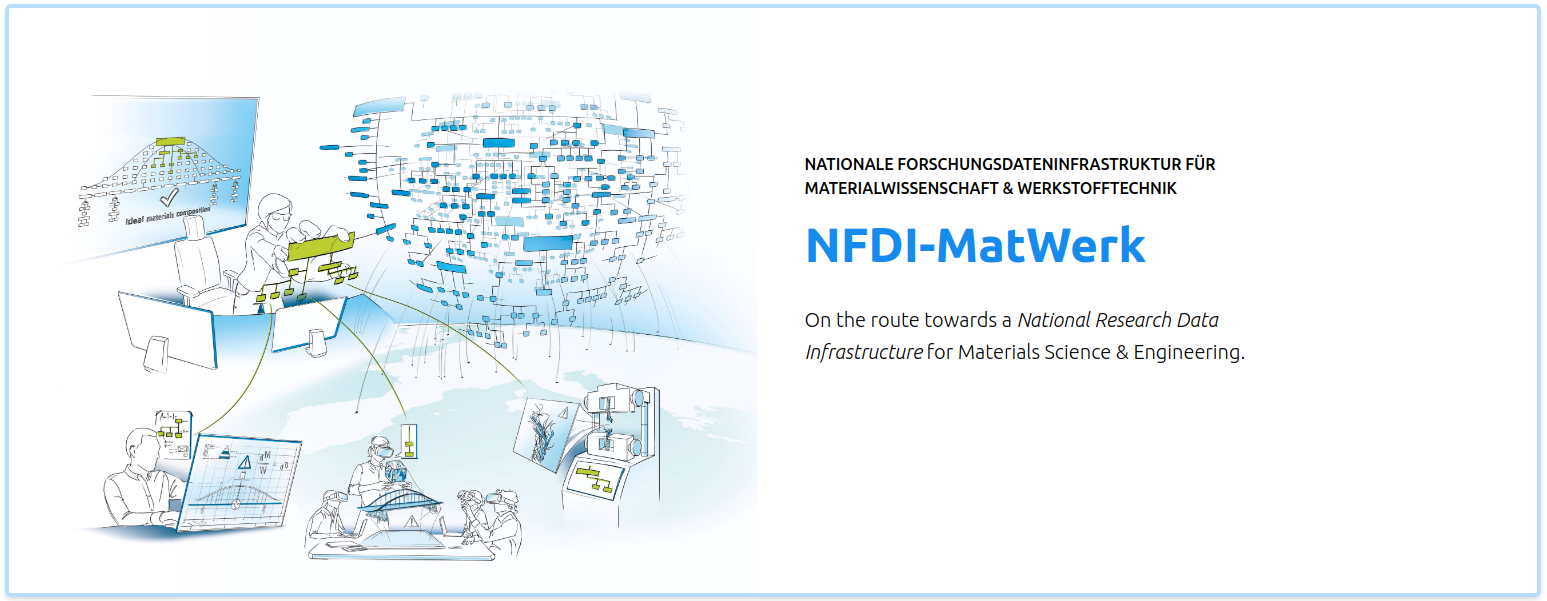 ideal materials composition
NATIONALE FORSCHUNGSDATENINFRASTRUKTUR FÜR
MATERIALWISSENSCHAFT & WERKSTOFFTECHNIK
NFDI-MatWerk
On the route towards a National Research Data
Infrastructure for Materials Science & Engineering.